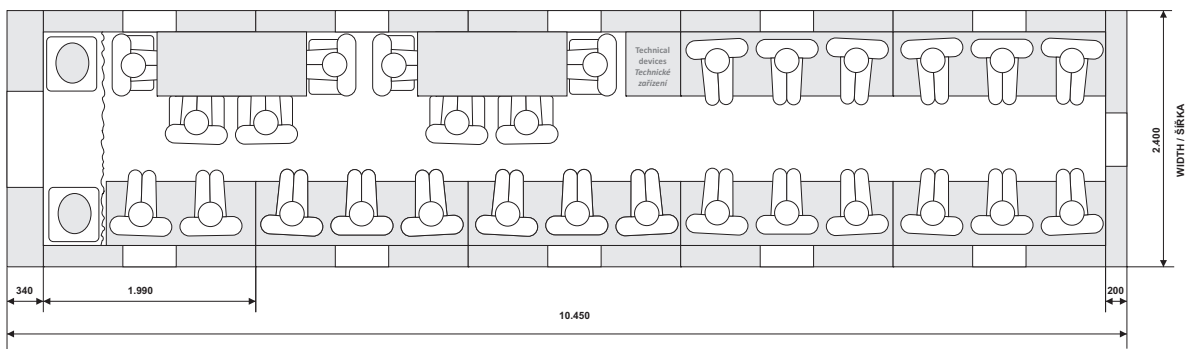 Technical
devices
Technické
zařízení
2.400
WIDTH / ŠÍŘKA
340
1.990
200
10.450